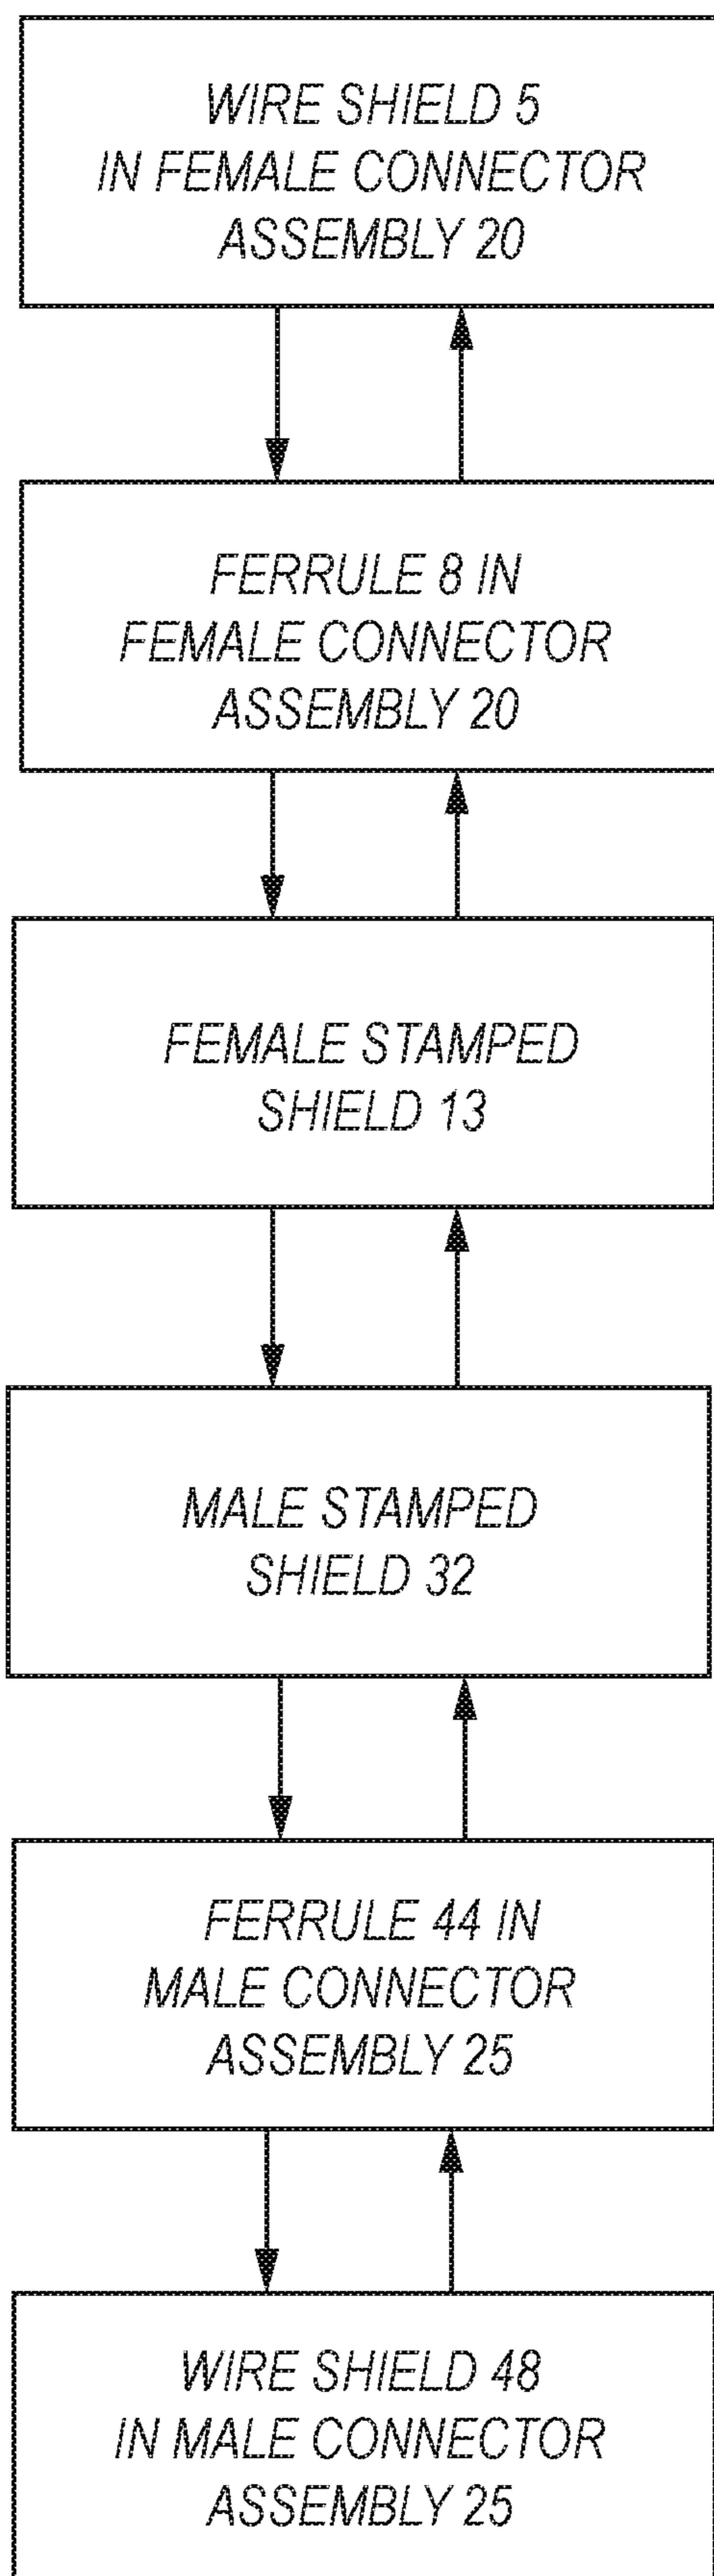 WIRE SHIELD 5
IN FEMALE CONNECTOR
ASSEMBLY 20
FERRULE 8 IN
FEMALE CONNECTOR
ASSEMBLY 20
FEMALE STAMPED
SHIELD 13
MALE STAMPED
SHIELD 32
FERRULE 44 IN
MALE CONNECTOR
ASSEMBLY 25
WIRE SHIELD 48
IN MALE CONNECTOR
ASSEMBLY 25